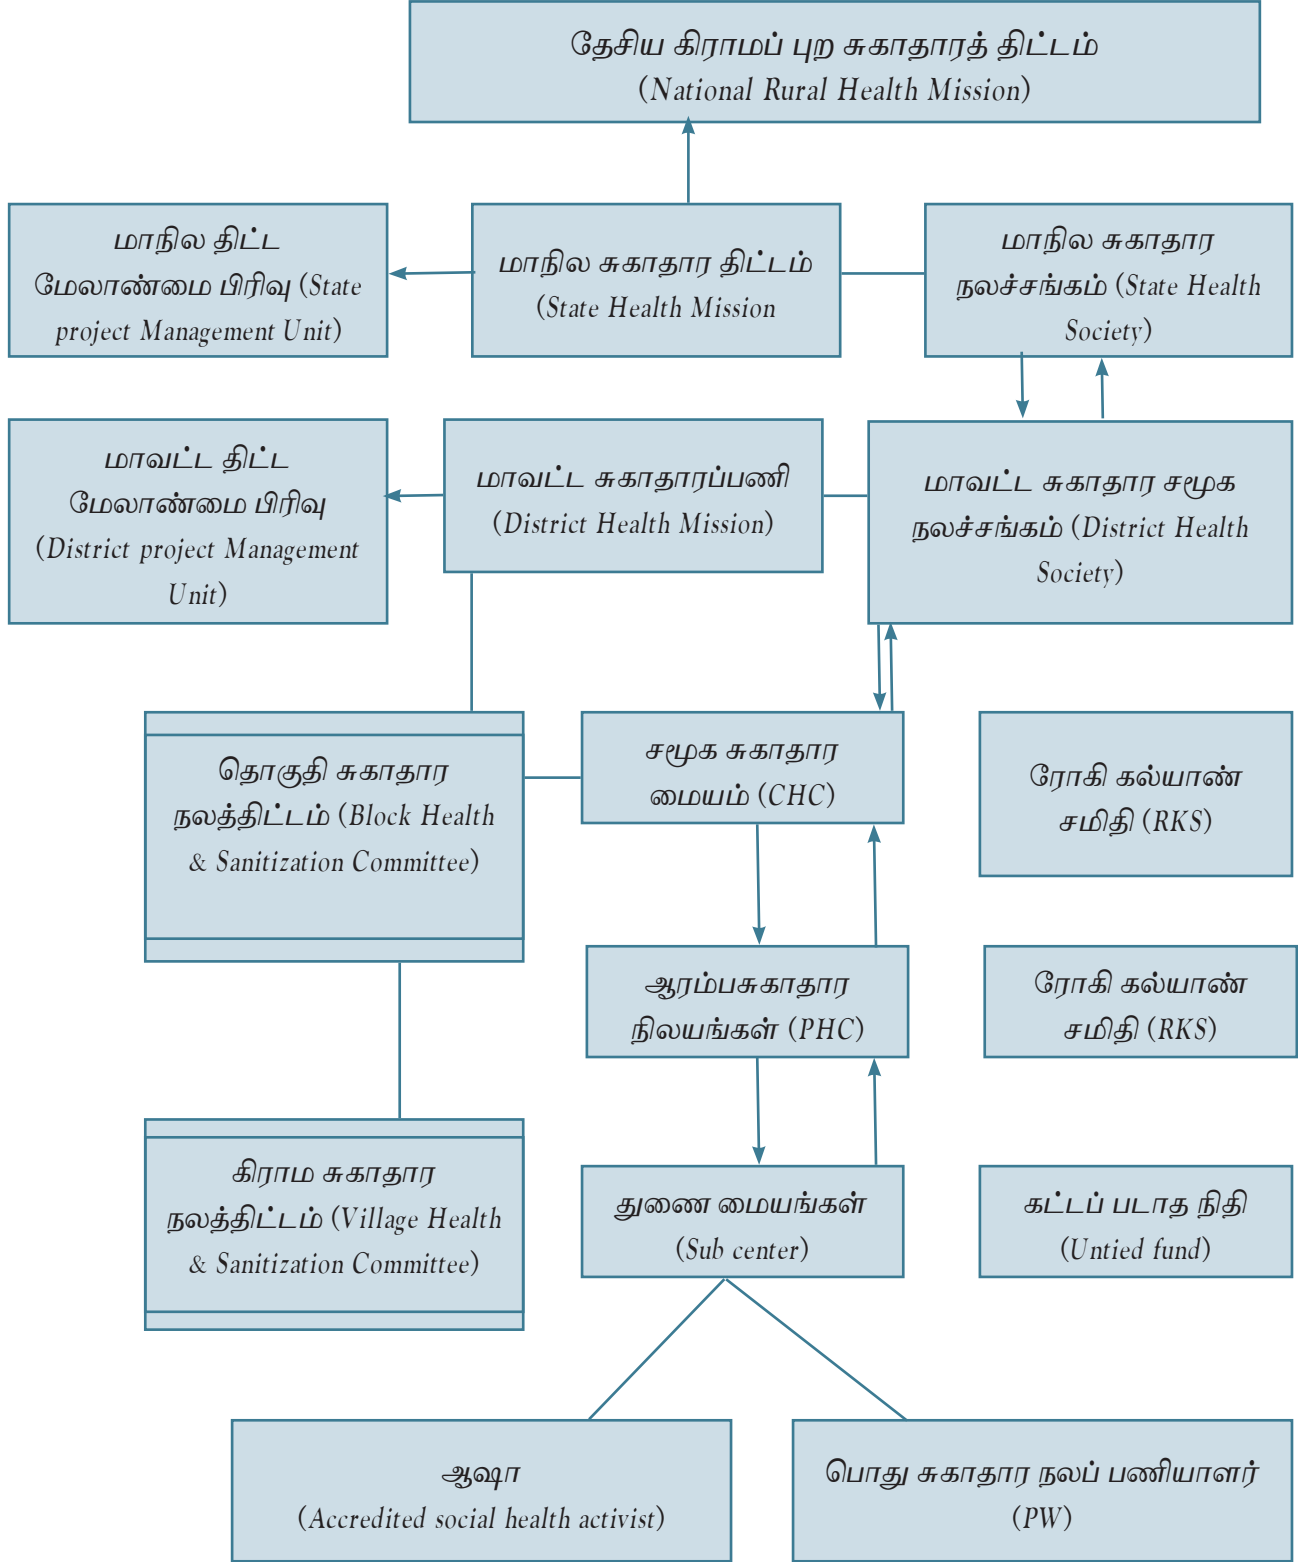 தேசிய கிராமப் புற சுகாதாரத் திட்டம்
(National Rural Health Mission)
மாநில திட்ட
மேலாண்மை பிரிவு (State
project Management Unit)
மாநில சுகாதார திட்டம்
(State Health Mission
மாநில சுகாதார
நலச்சங்கம் (State Health
Society)
மாவட்ட திட்ட
மேலாண்மை பிரிவு
(District project Management
Unit)
மாவட்ட சுகாதாரப்பணி
(District Health Mission)
மாவட்ட சுகாதார சமூக
நலச்சங்கம் (District Health
Society)
தொகுதி சுகாதார
நலத்திட்டம் (Block Health
& Sanitization Committee)
சமூக சுகாதார
மையம் (CHC)
ரோகி கல்யாண்
சமிதி (RKS)
ஆரம்பசுகாதார
நிலயங்கள் (PHC)
ரோகி கல்யாண்
சமிதி (RKS)
கிராம சுகாதார
நலத்திட்டம் (Village Health
& Sanitization Committee)
துணை மையங்கள்
(Sub center)
கட்டப் படாத நிதி
(Untied fund)
ஆஷா
(Accredited social health activist)
பொது சுகாதார நலப் பணியாளர்
(PW)